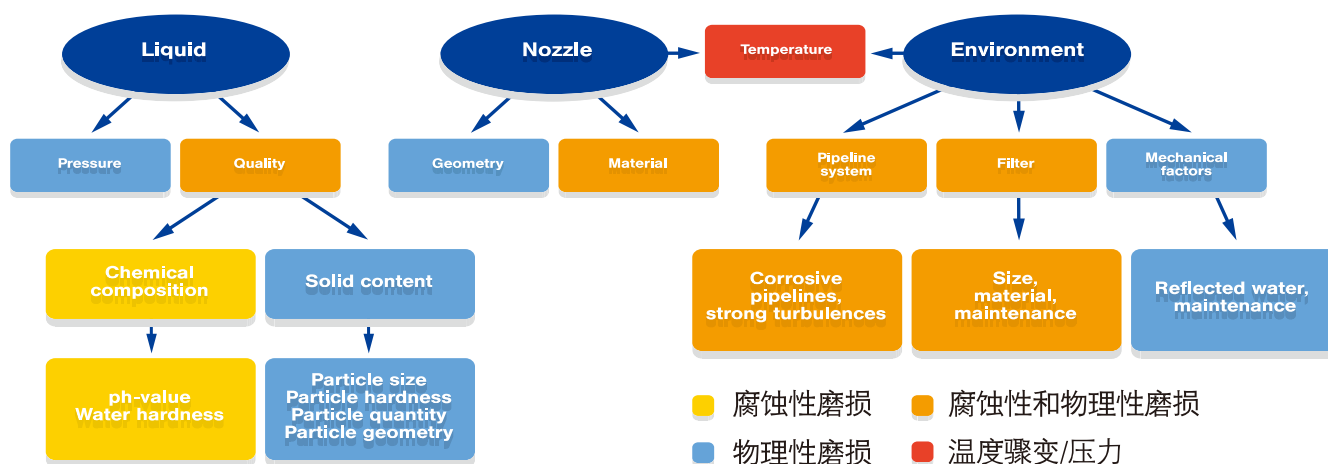 Liquid
Nozzle
Temperature
Environment
Pressure
Quality
Geometry
Material
Pipeline
system
Filter
Mechanical
factors
Chemical
composition
Solid content
Corrosive
pipelines,
strong turbulences
Size,
material,
maintenance
Reflected water,
maintenance
ph-value
Water hardness
Particle size
Particle hardness
Particle quantity
Particle geometry
腐蚀性磨损
腐蚀性和物理性磨损
物理性磨损
温度骤变/压力